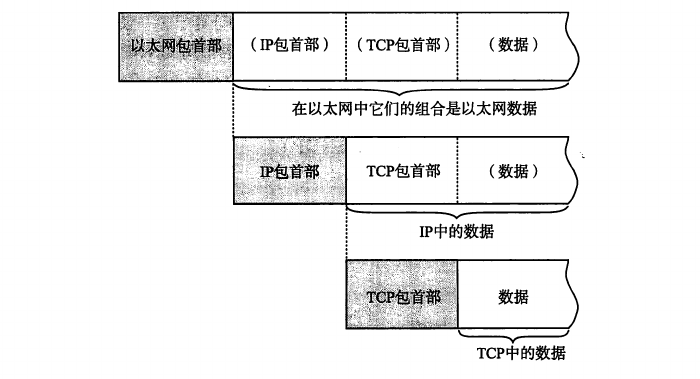 以太网包首部 （IP包首部） （TCP包首部） （数据）
在以太网中它们的组合是以太网数据
IP包首部 TCP包首部 （数据）
IP中的数据
TCP包首部 数据
TCP中的数据